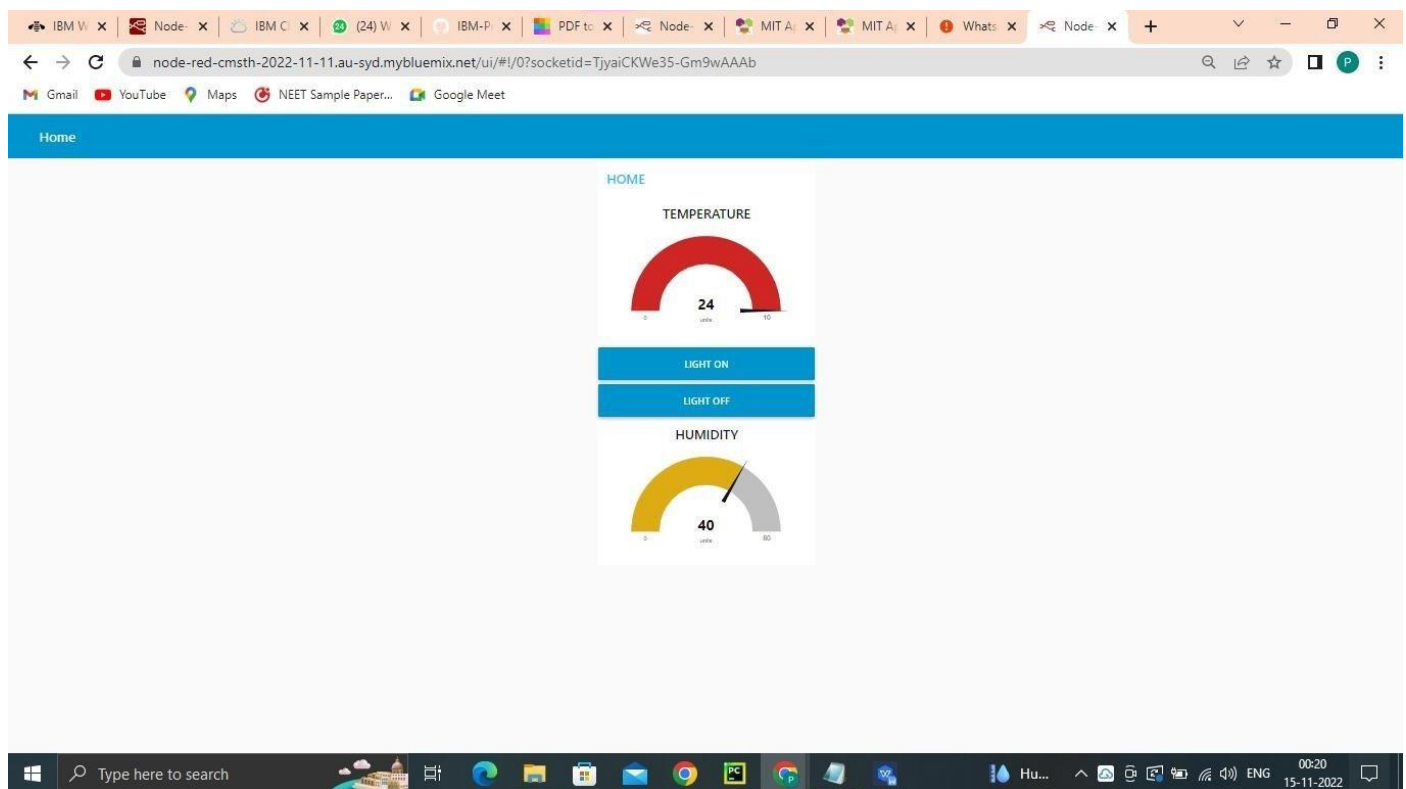 IBM W Node- IBM Cl (24) W IBM-P PDF to Node- MIT A MIT A Whats Node-
node-red-cmsth-2022-11-11.au-syd.mybluemix.net/ui/#!/0?socketid=TjyaiCKWe35-Gm9wAAAb
P
Gmail YouTube Maps NEET Sample Paper... Google Meet
Home
HOME
TEMPERATURE
24
0 units 10
LIGHT ON
LIGHT OFF
HUMIDITY
40
0 units 60
Type here to search
Hu...
ENG
00:20
15-11-2022